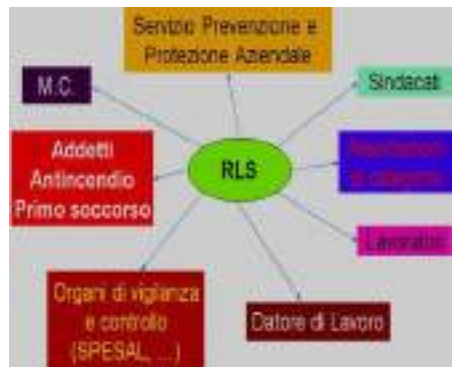 Servizio Prevenzione e
Protezione Aziendale
M.C.
Sindacati
Addetti
Antincendio
Primo soccorso
RLS
Lavoratori
Organi di vigilanza
e controllo
(SPESAL, ...)
Datore di Lavoro